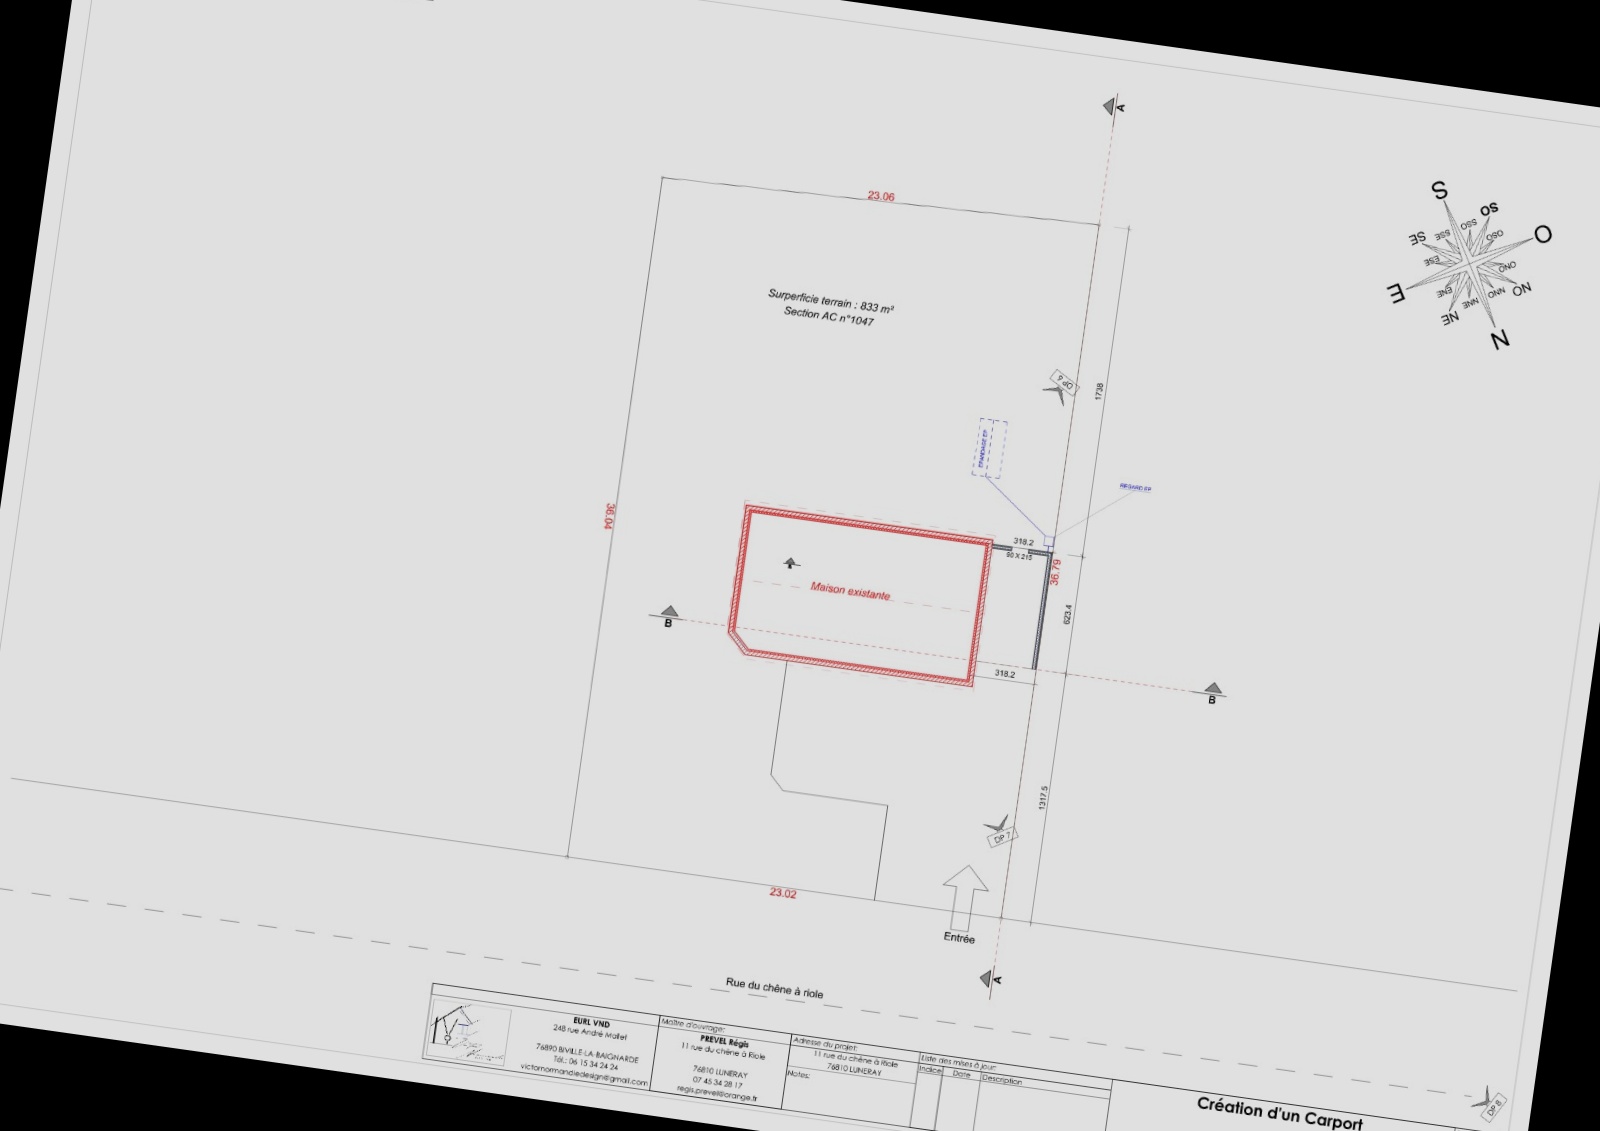 A
23.06
S
SO
SSO
SSE
SE
OSO
O
ESE
ONO
E
ENE
NNE
NNO
NO
NE
N
Surperficie terrain : 833 m²
Section AC n°1047
DP 6
1738
EPANDAGE EP
REGARD EP
36.04
318.2
90 X 215
36.79
Maison existante
623.4
B
318.2
B
1317.5
DP 7
23.02
Entrée
A
Rue du chêne à riole
EURL VND
248 rue André Mallet
76890 BIVILLE-LA-BAIGNARDE
Tél.: 06 15 34 24 24
victornormandiedesign@gmail.com
Maître d'ouvrage:
PREVEL Régis
11 rue du chêne à Riole
76810 LUNERAY
07 45 34 28 17
regis.prevel@orange.fr
Adresse du projet:
11 rue du chêne à Riole
76810 LUNERAY
Notes:
Liste des mises à jour:
Indice Date Description
Création d'un Carport
DP 8